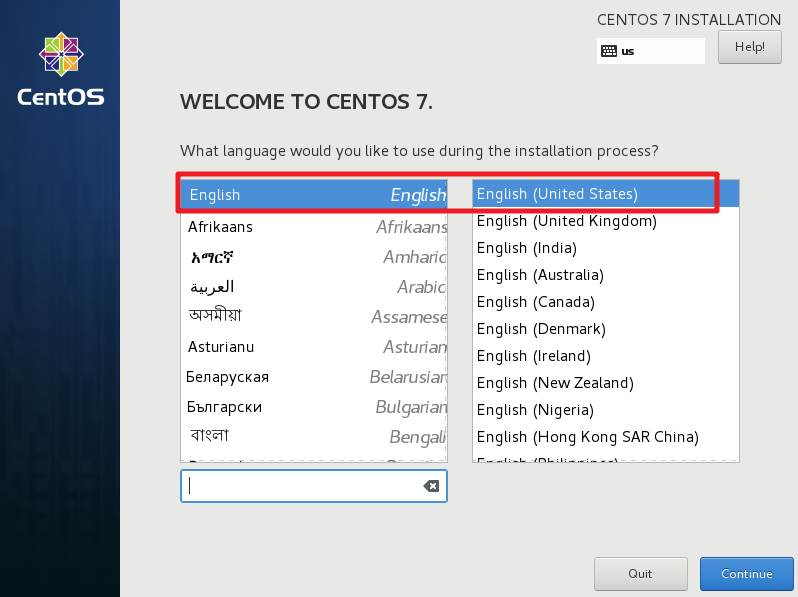 CENTOS 7 INSTALLATION
us
Help!
CentOS
WELCOME TO CENTOS 7.
What language would you like to use during the installation process?
English English
Afrikaans Afrikaans
አማርኛ Amharic
العربية Arabic
অসমীয়া Assamese
Asturianu Asturian
Беларуская Belarusian
Български Bulgarian
বাংলা Bengali
English (United States)
English (United Kingdom)
English (India)
English (Australia)
English (Canada)
English (Denmark)
English (Ireland)
English (New Zealand)
English (Nigeria)
English (Hong Kong SAR China)
English (Philippines)
Quit
Continue